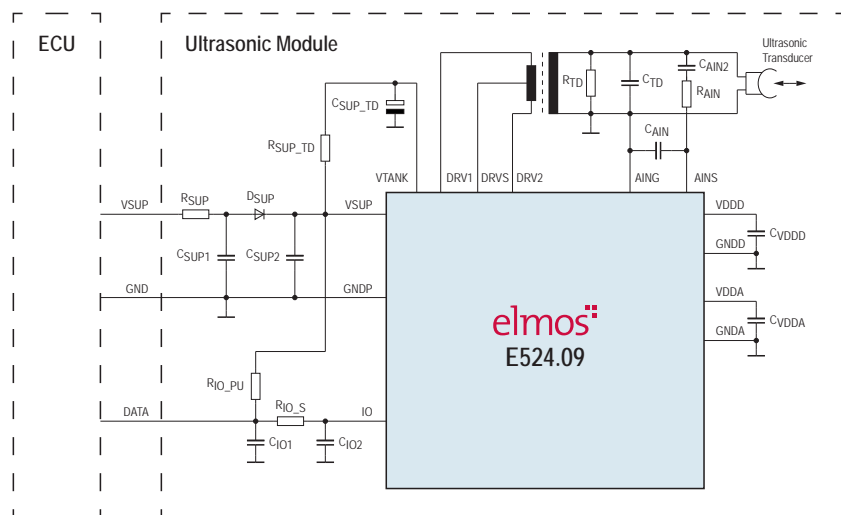 ECU
Ultrasonic Module
Ultrasonic
Transducer
CSUP_TD
RTD
CTD
CAIN2
RAIN
RSUP_TD
CAIN
VTANK
DRV1
DRVS
DRV2
AING
AINS
VSUP
RSUP
DSUP
VSUP
VDDD
CSUP1
CSUP2
CVDDD
GNDD
GND
GNDP
VDDA
elmos
CVDDA
GNDA
E524.09
RIO_PU
DATA
RIO_S
IO
CIO1
CIO2